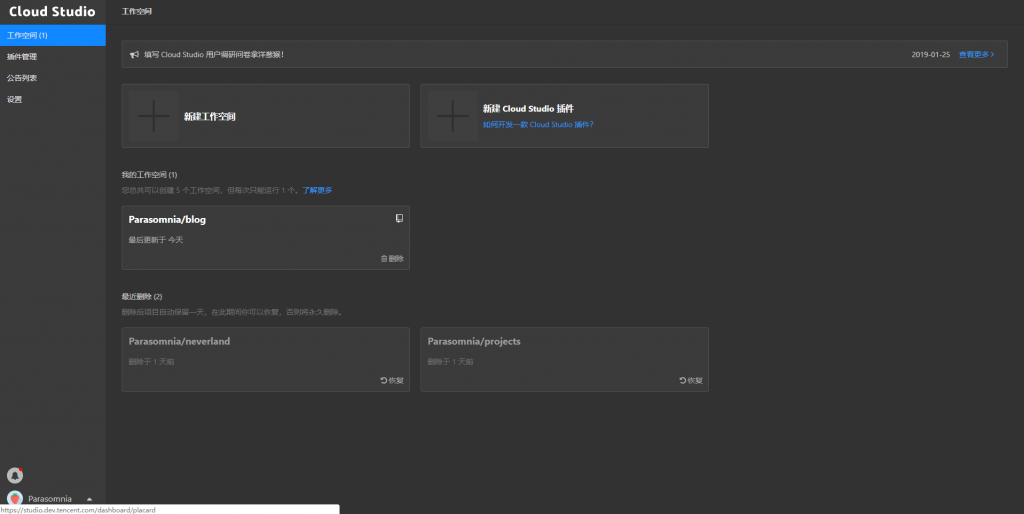 Cloud Studio
工作空间 (1)
插件管理
公告列表
设置
工作空间
填写 Cloud Studio 用户调研问卷拿洋葱猴!
2019-01-25 查看更多
新建工作空间
新建 Cloud Studio 插件
如何开发一款 Cloud Studio 插件?
我的工作空间 (1)
您总共可以创建 5 个工作空间，但每次只能运行 1 个。了解更多
Parasomnia/blog
最后更新于 今天
删除
最近删除 (2)
删除后项目自动保留一天，在此期间你可以恢复，否则将永久删除。
Parasomnia/neverland
删除于 1 天前
恢复
Parasomnia/projects
删除于 1 天前
恢复
Parasomnia
https://studio.dev.tencent.com/dashboard/placard